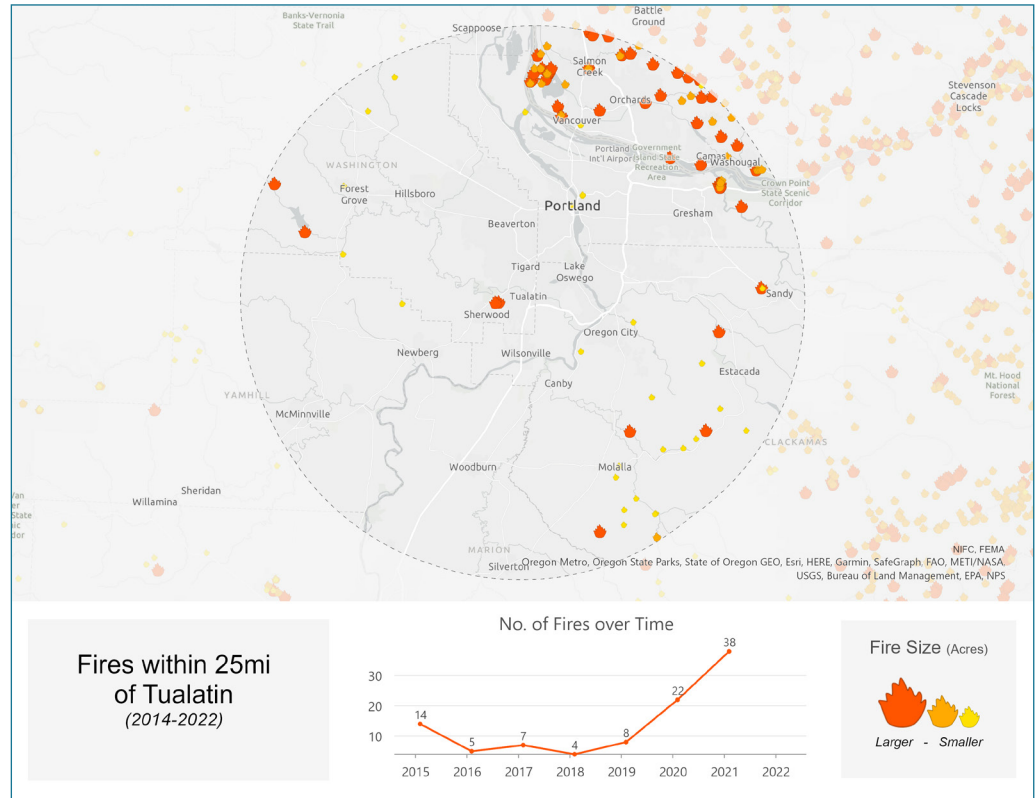 Banks-Vernonia
State Trail
Scappoose
Battle
Ground
Salmon
Creek
Stevenson
Cascade
Locks
Orchards
Vancouver
WASHINGTON
Portland
Int'l Airport
Government
Island State
Recreation
Area
Camas
Washougal
Crown Point
State Scenic
Corridor
Forest
Grove
Hillsboro
Portland
Gresham
Beaverton
Tigard
Lake
Oswego
Tualatin
Sandy
Sherwood
Oregon City
Newberg
Wilsonville
Estacada
Canby
Mt. Hood
National
Forest
YAMHILL
McMinnville
CLACKAMAS
Woodburn
Molalla
Sheridan
Willamina
Van
er
State
ic
dor
MARION
Silverton
NIFC, FEMA
Oregon Metro, Oregon State Parks, State of Oregon GEO, Esri, HERE, Garmin, SafeGraph, FAO, METI/NASA,
USGS, Bureau of Land Management, EPA, NPS
Fires within 25mi
of Tualatin
(2014-2022)
No. of Fires over Time
38
30
22
20
14
10
5
7
4
8
2015 2016 2017 2018 2019 2020 2021 2022
Fire Size (Acres)
Larger - Smaller